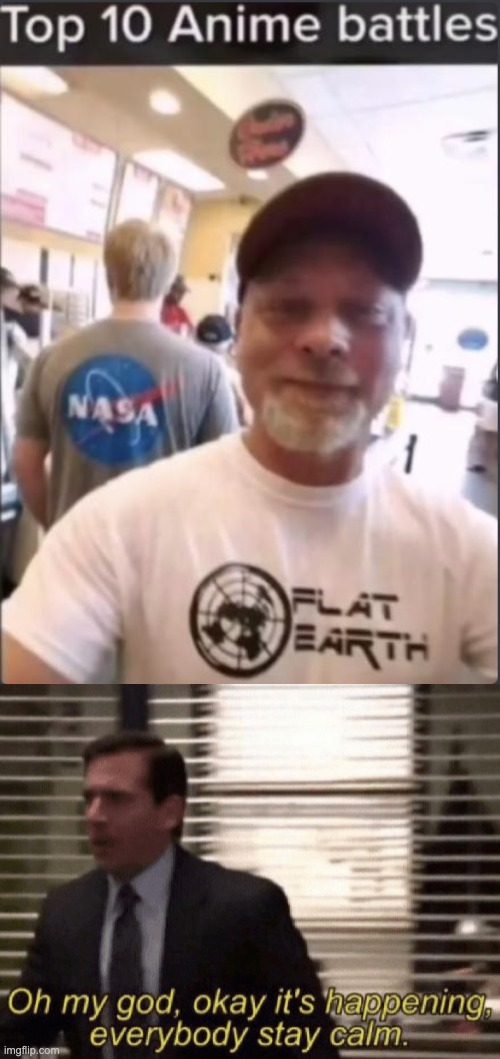 Top 10 Anime battles
NASA
FLAT
EARTH
Oh my god, okay it's happening,
everybody stay calm.
imgflip.com